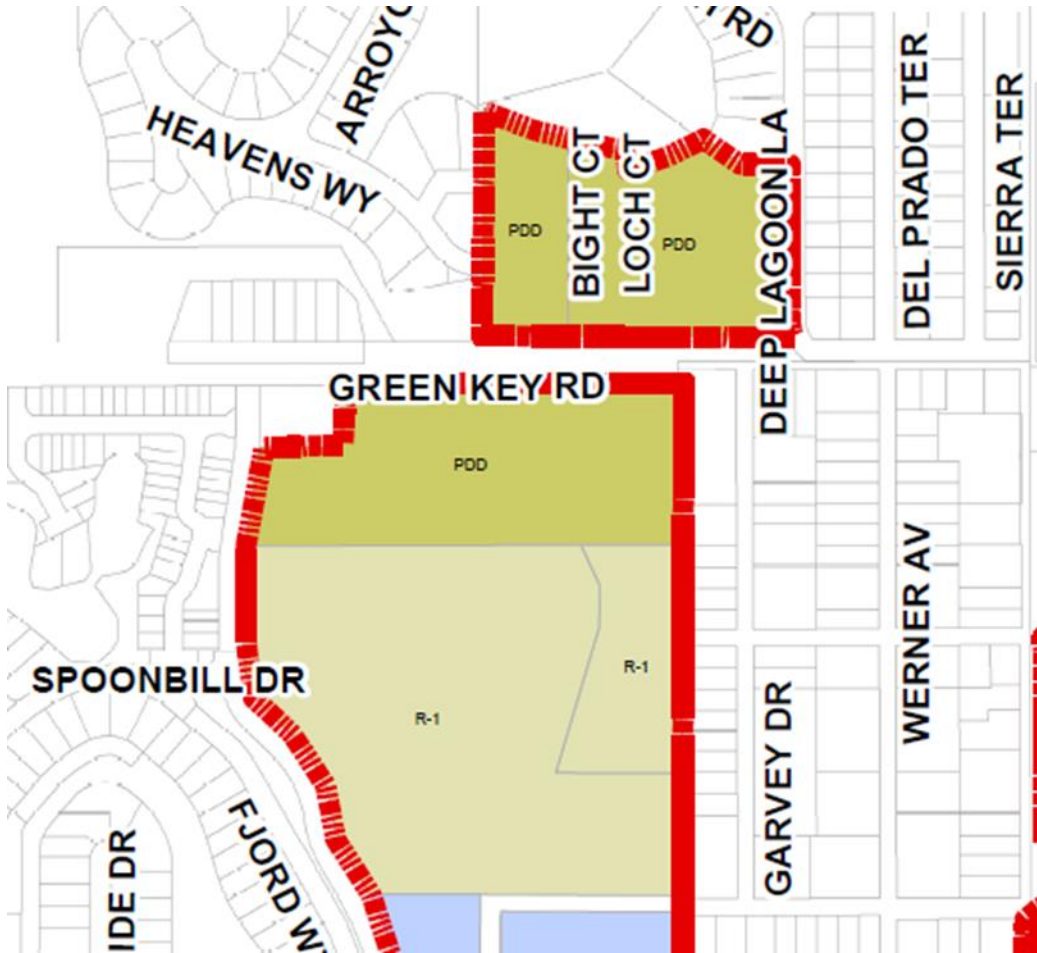 ARROYO
RD
HEAVENS WY
BIGHT CT
LOCH CT
DEEP LAGOON LA
DEL PRADO TER
SIERRA TER
PDD
PDD
GREEN KEY RD
PDD
SPOONBILL DR
R-1
R-1
WERNER AV
GARVEY DR
FJORD W
IDE DR